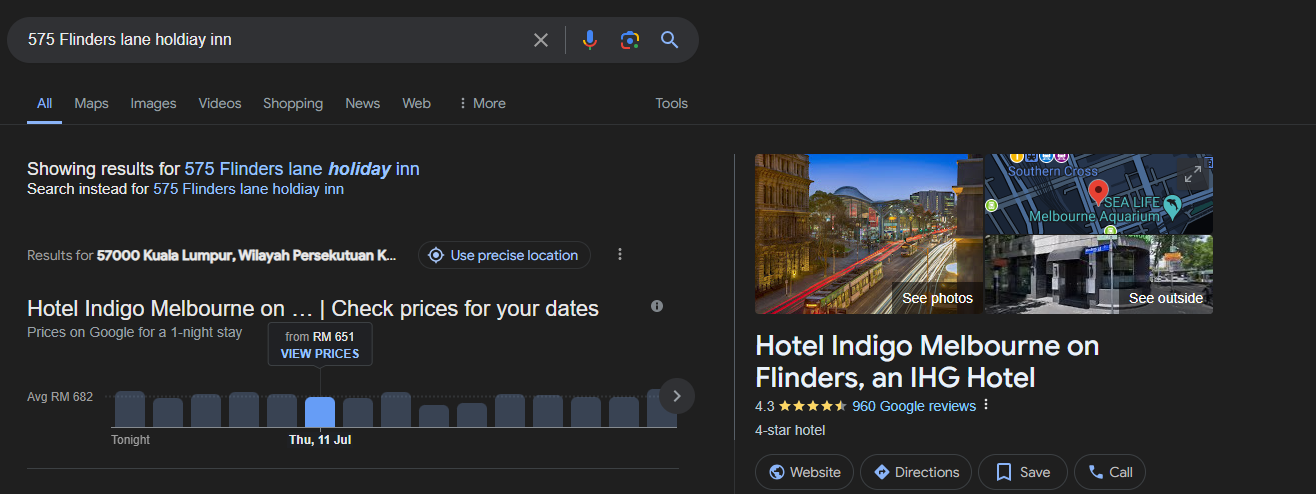 575 Flinders lane holdiay inn
All Maps Images Videos Shopping News Web More Tools
Showing results for 575 Flinders lane holiday inn
Search instead for 575 Flinders lane holdiay inn
Results for 57000 Kuala Lumpur, Wilayah Persekutuan K...
Use precise location
Hotel Indigo Melbourne on ... | Check prices for your dates
Prices on Google for a 1-night stay
from RM 651
VIEW PRICES
Avg RM 682
Tonight
Thu, 11 Jul
Southern Cross
SEA LIFE
Melbourne Aquarium
See photos
See outside
Hotel Indigo Melbourne on
Flinders, an IHG Hotel
4.3 960 Google reviews
4-star hotel
Website Directions Save Call